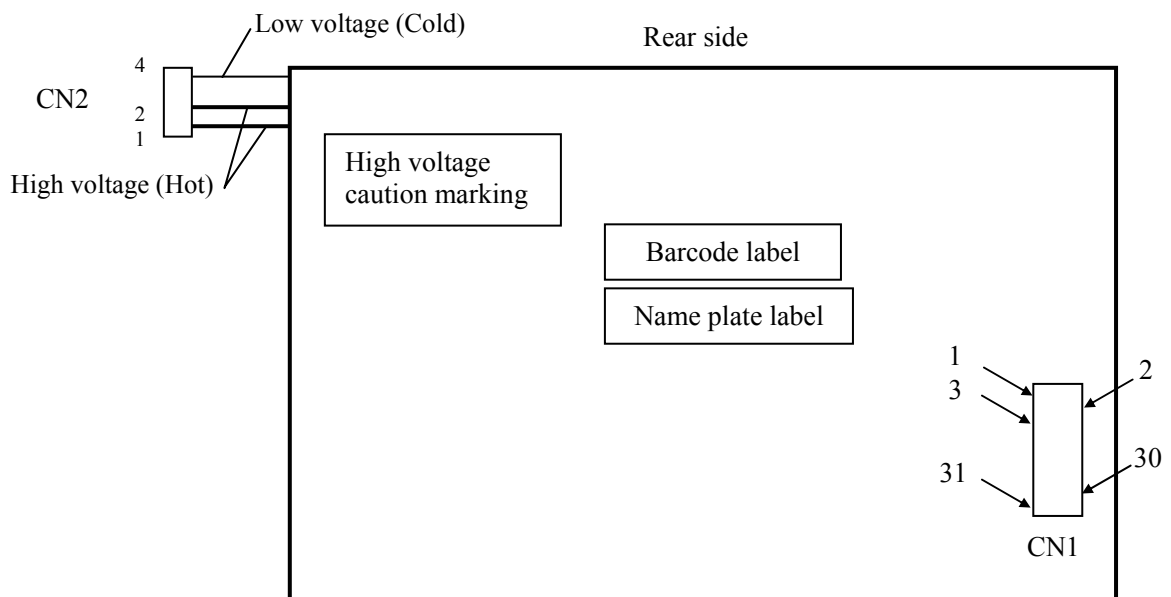 Low voltage (Cold)
Rear side
4
CN2
2
1
High voltage (Hot)
High voltage
caution marking
Barcode label
Name plate label
1
2
3
31
30
CN1